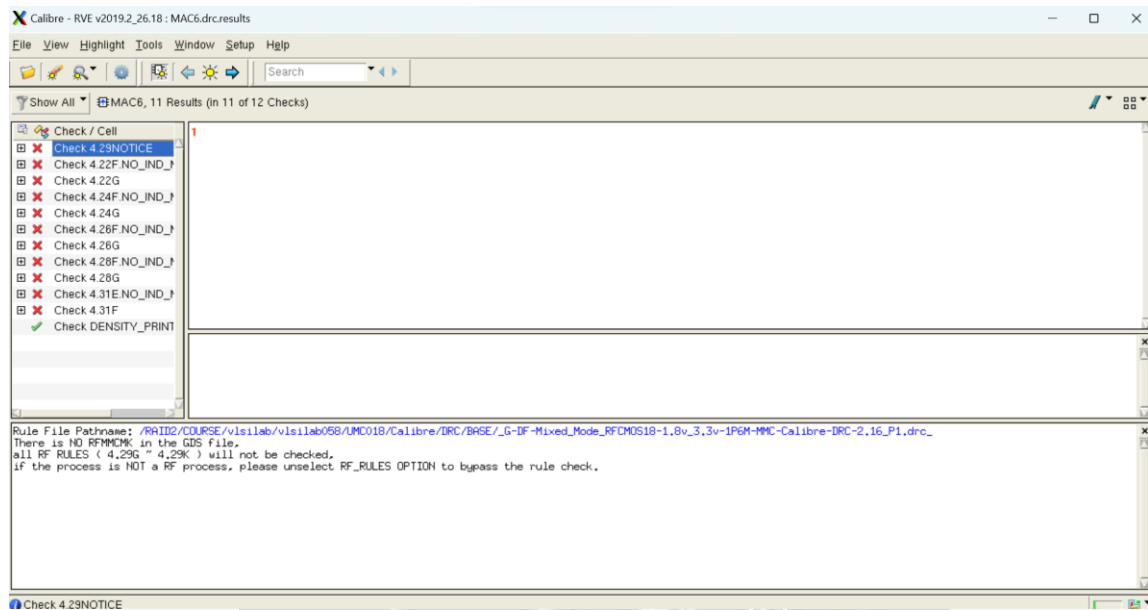 Calibre - RVE v2019.2_26.18 : MAC6.drc.results
File View Highlight Tools Window Setup Help
Search
Show All MAC6, 11 Results (in 11 of 12 Checks)
Check / Cell
1
Check 4.29NOTICE
Check 4.22F.NO_IND_M
Check 4.22G
Check 4.24F.NO_IND_M
Check 4.24G
Check 4.26F.NO_IND_M
Check 4.26G
Check 4.28F.NO_IND_M
Check 4.28G
Check 4.31E.NO_IND_M
Check 4.31F
Check DENSITY_PRINT
Rule File Pathname: /RAID2/COURSE/vlsilab/vlsilab058/UMC018/Calibre/DRC/BASE/_G-DF-Mixed_Mode_RFCMOS18-1.8v_3.3v-1P6M-MMC-Calibre-DRC-2.16_P1.drc_
There is NO RFMMCMK in the GDS file,
all RF RULES ( 4.29G ~ 4.29K ) will not be checked,
if the process is NOT a RF process, please unselect RF_RULES OPTION to bypass the rule check.
Check 4.29NOTICE